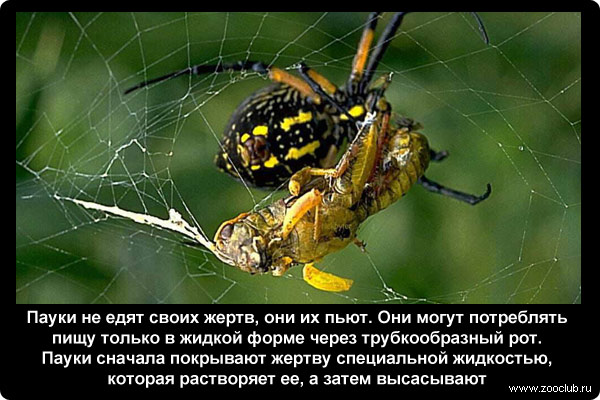 Пауки не едят своих жертв, они их пьют. Они могут потреблять
пищу только в жидкой форме через трубкообразный рот.
Пауки сначала покрывают жертву специальной жидкостью,
которая растворяет ее, а затем высасывают
www.zooclub.ru